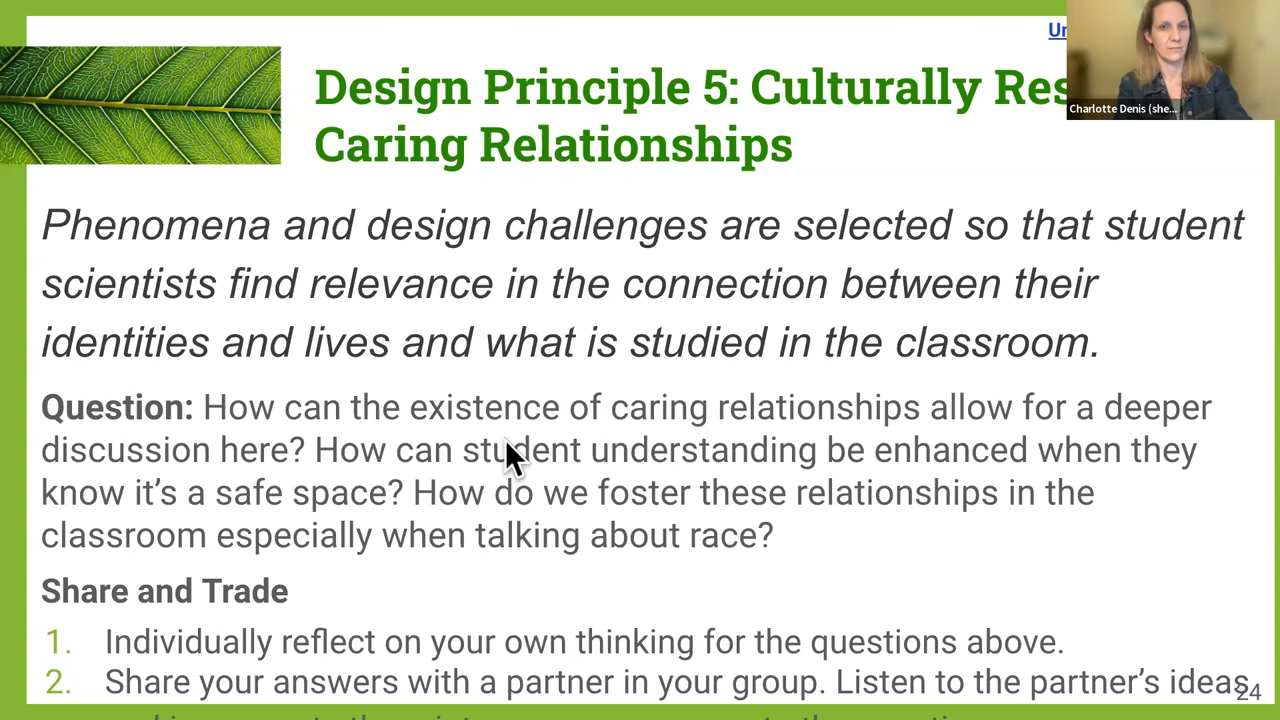 Ur
Design Principle 5: Culturally Res
Caring Relationships
Charlotte Denis (she...
Phenomena and design challenges are selected so that student
scientists find relevance in the connection between their
identities and lives and what is studied in the classroom.
Question: How can the existence of caring relationships allow for a deeper
discussion here? How can student understanding be enhanced when they
know it’s a safe space? How do we foster these relationships in the
classroom especially when talking about race?
Share and Trade
1. Individually reflect on your own thinking for the questions above.
2. Share your answers with a partner in your group. Listen to the partner’s ideas
24